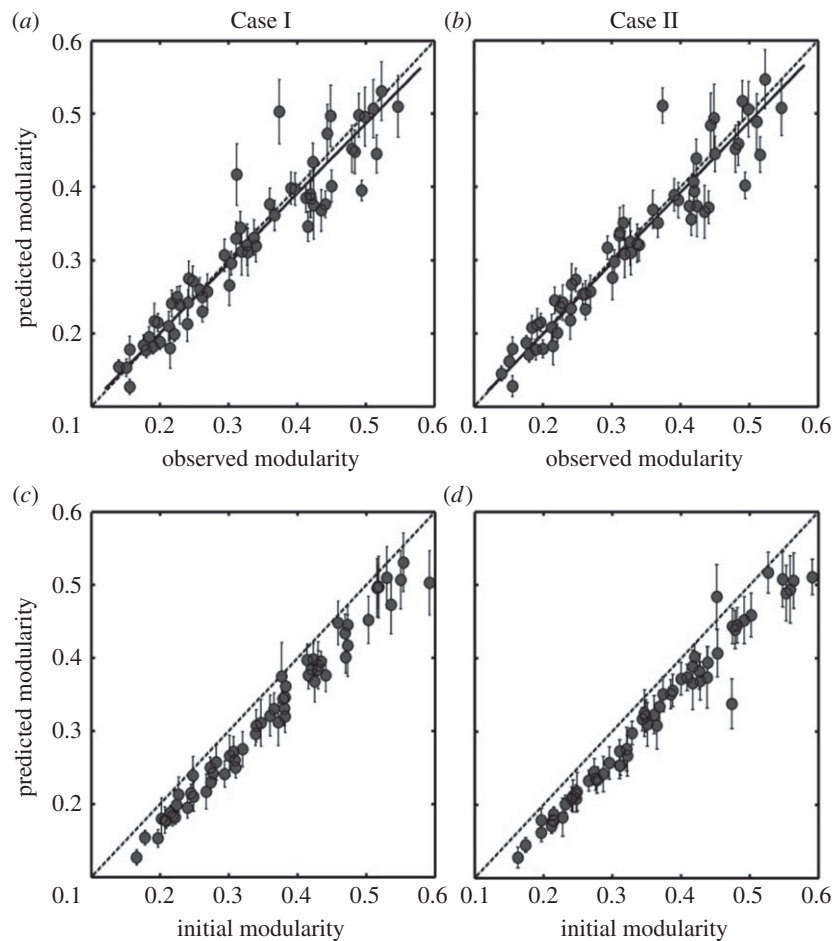 (a) Case I (b) Case II
0.6
0.5
0.4
0.3
0.2
predicted modularity
0.1 0.2 0.3 0.4 0.5 0.6
observed modularity
0.1 0.2 0.3 0.4 0.5 0.6
observed modularity
(c) (d)
0.6
0.5
0.4
0.3
0.2
predicted modularity
0.1 0.2 0.3 0.4 0.5 0.6
initial modularity
0.1 0.2 0.3 0.4 0.5 0.6
initial modularity